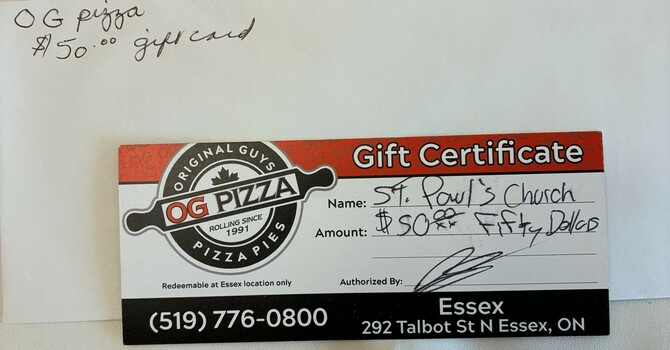 OG pizza
$50.00 gift card
Gift Certificate
ORIGINAL GUYS
OG PIZZA
ROLLING SINCE
1991
PIZZA PIES
Name: St. Paul's Church
Amount: $50.00 xx Fifty Dollars
Redeemable at Essex location only
Authorized By:
(519) 776-0800
Essex
292 Talbot St N Essex, ON